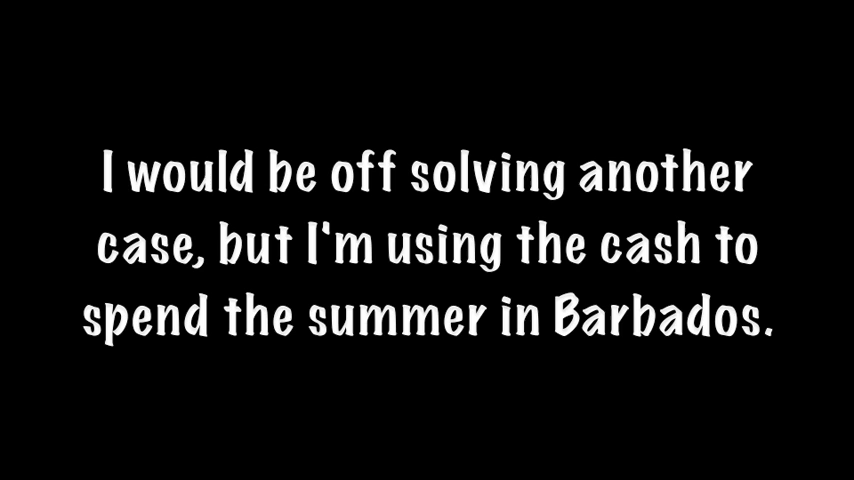 I would be off solving another
case, but I'm using the cash to
spend the summer in Barbados.